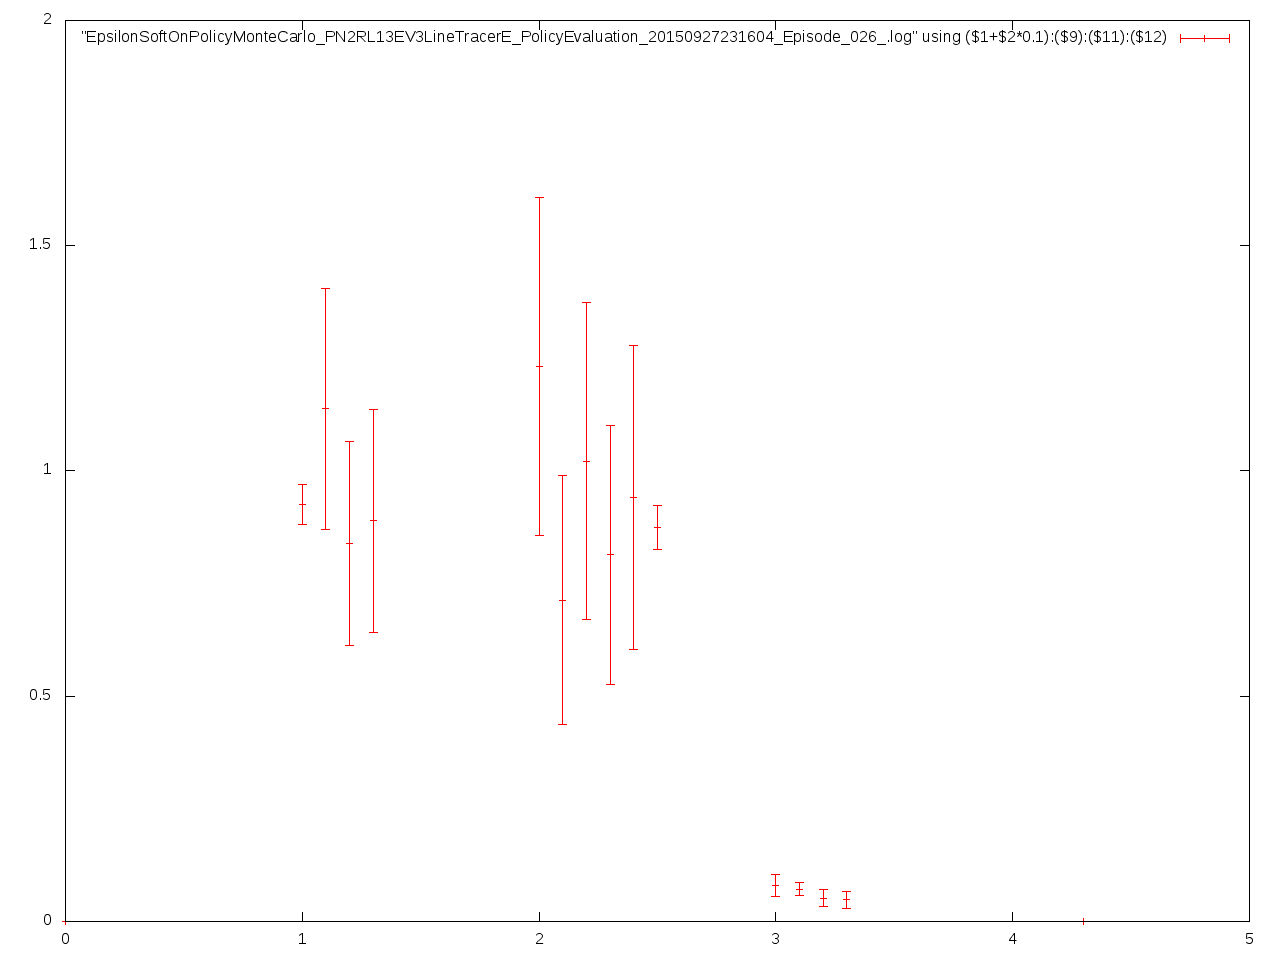 2
"EpsilonSoftOnPolicyMonteCarlo_PN2RL13EV3LineTracerE_PolicyEvaluation_20150927231604_Episode_026_.log" using ($1+$2*0.1):($9):($11):($12)
1.5
1
0.5
0
0 1 2 3 4 5